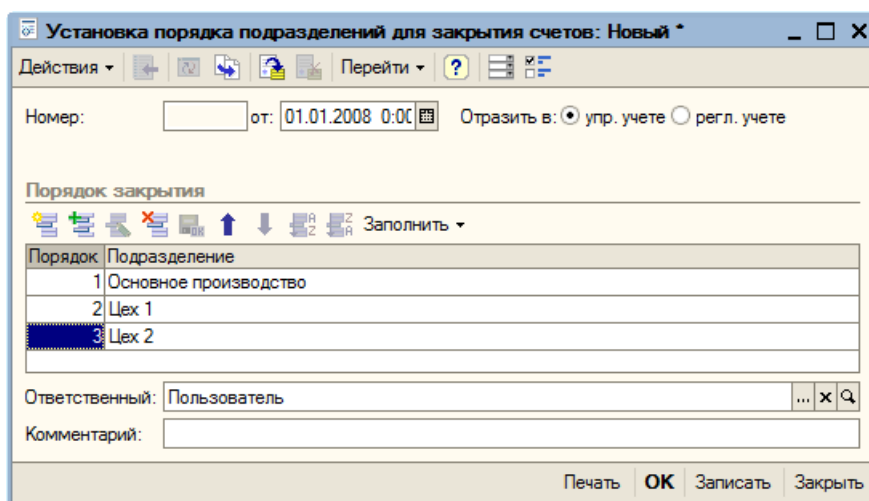 Установка порядка подразделений для закрытия счетов: Новый *
Действия Перейти ?
Номер: от: 01.01.2008 0:00 Отразить в: упр. учете регл. учете
Порядок закрытия
Заполнить
Порядок Подразделение
1 Основное производство
2 Цех 1
3 Цех 2
Ответственный: Пользователь ... x
Комментарий:
Печать OK Записать Закрыть